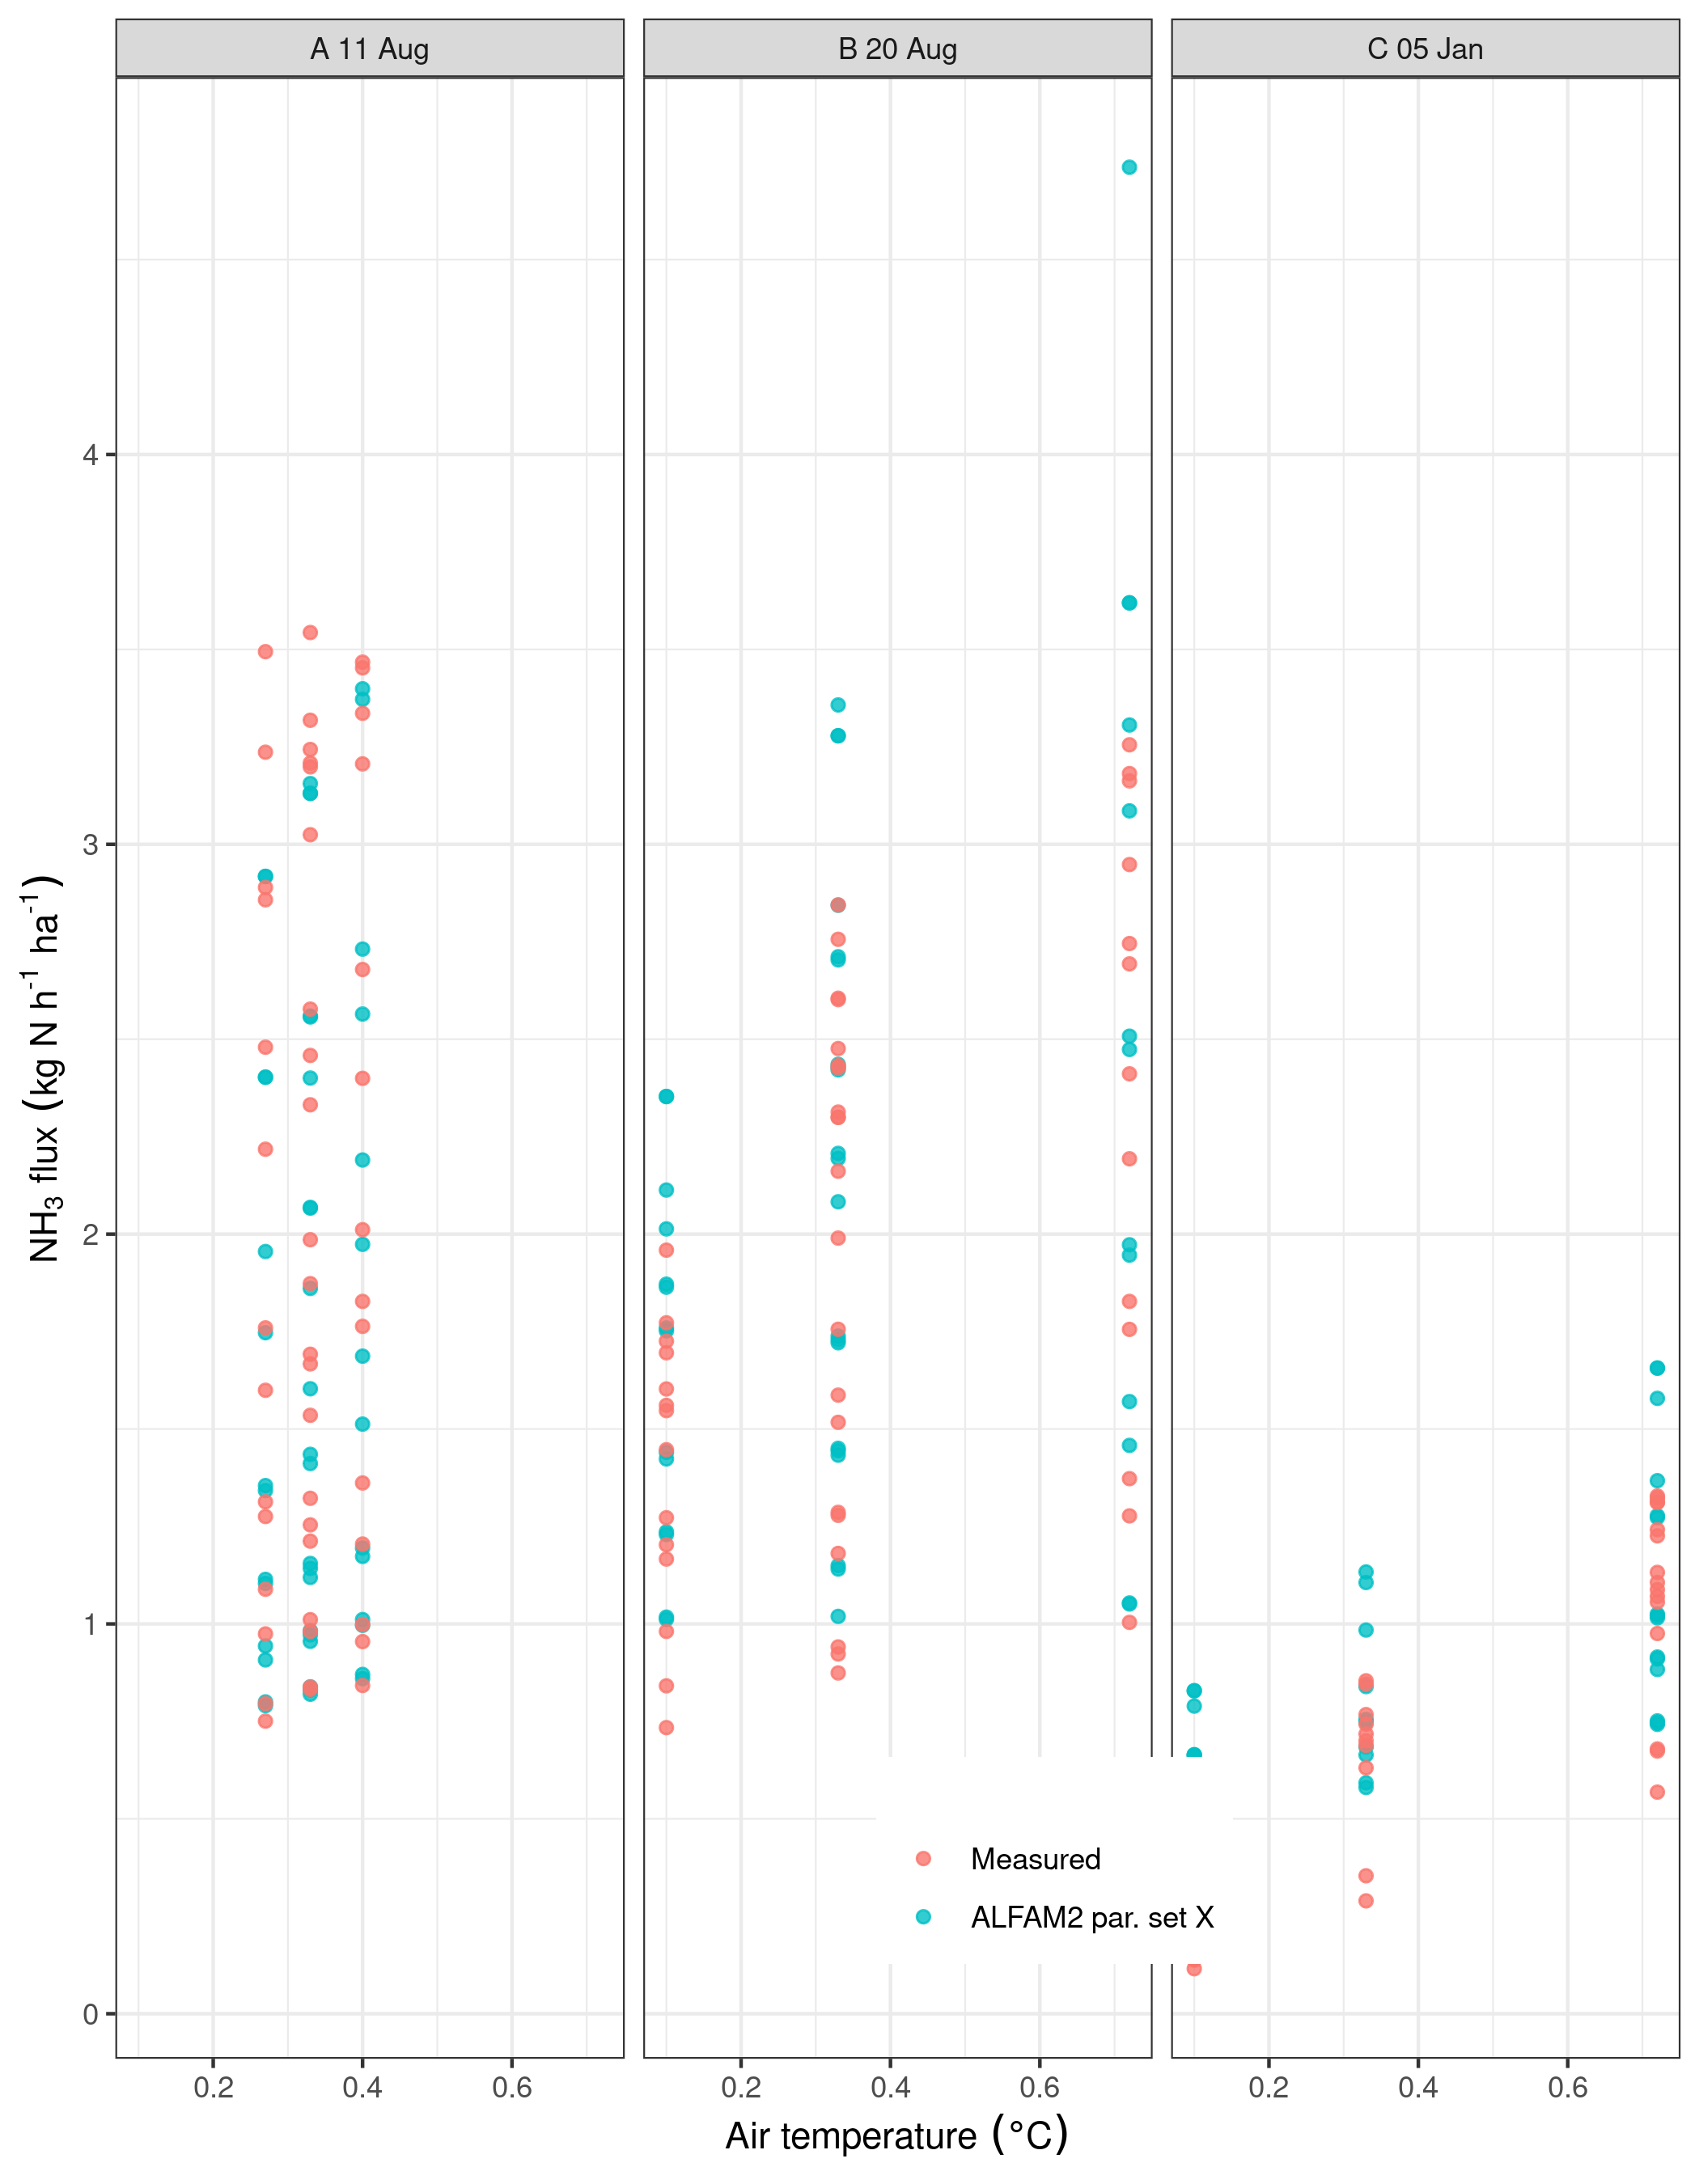 A 11 Aug
B 20 Aug
C 05 Jan
NH₃ flux (kg N h⁻¹ ha⁻¹)
4
3
2
1
0
Measured
ALFAM2 par. set X
0.2 0.4 0.6
0.2 0.4 0.6
0.2 0.4 0.6
Air temperature (°C)